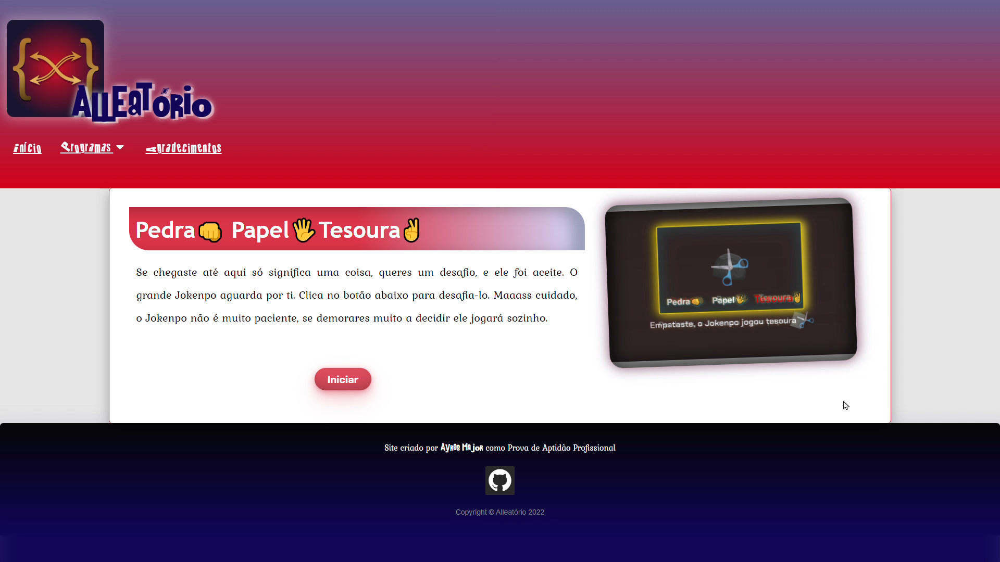 Alleatório
Início
Programas
Agradecimentos
Pedra👊 Papel🖐Tesoura✌
Se chegaste até aqui só significa uma coisa, queres um desafio, e ele foi aceite. O
grande Jokenpo aguarda por ti. Clica no botão abaixo para desafia-lo. Maaass cuidado,
o Jokenpo não é muito paciente, se demorares muito a decidir ele jogará sozinho.
Iniciar
Pedra👊 Papel🖐 Tesoura✌
Empataste, o Jokenpo jogou tesoura
Site criado por Ayres Major como Prova de Aptidão Profissional
Copyright © Alleatório 2022